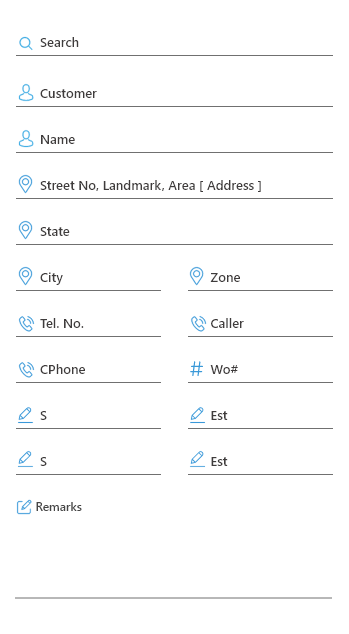 Search
Customer
Name
Street No, Landmark, Area [ Address ]
State
City Zone
Tel. No. Caller
CPhone Wo#
S Est
S Est
Remarks